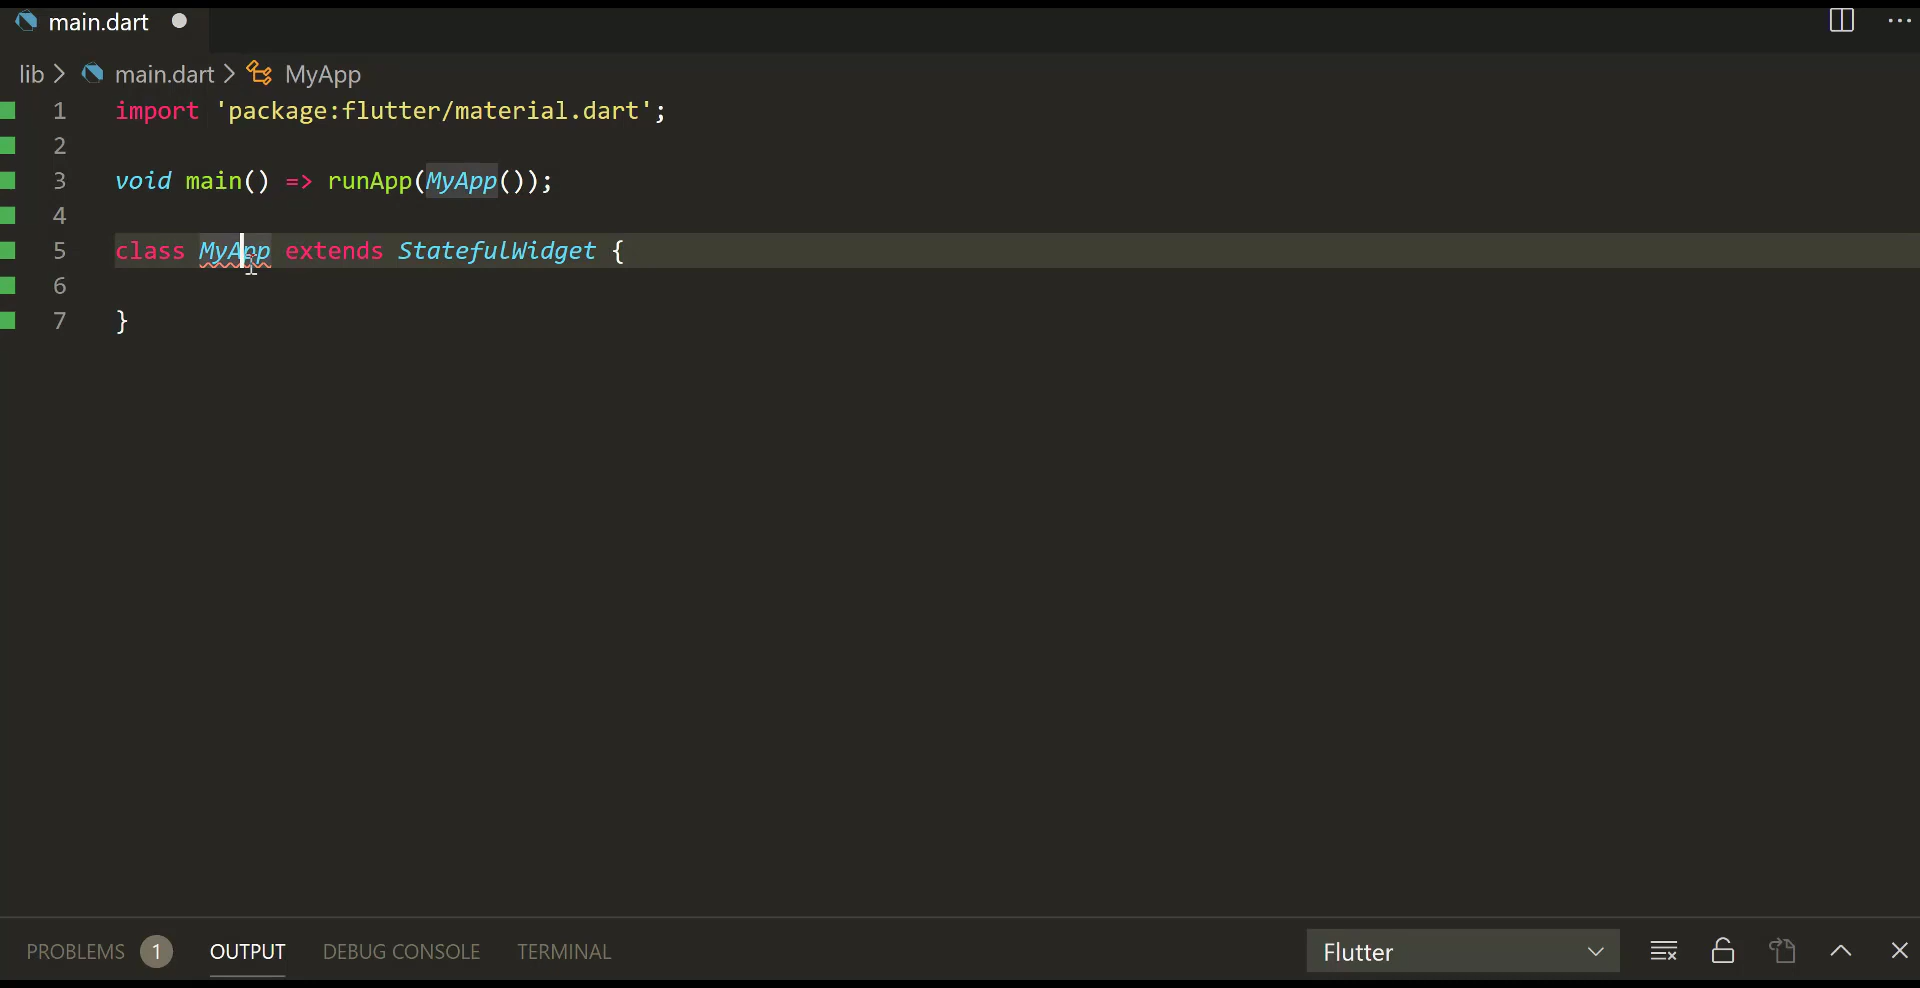 main.dart
lib > main.dart > MyApp
1 import 'package:flutter/material.dart';
2
3 void main() => runApp(MyApp());
4
5 class MyApp extends StatefulWidget {
6
7 }
PROBLEMS 1 OUTPUT DEBUG CONSOLE TERMINAL Flutter